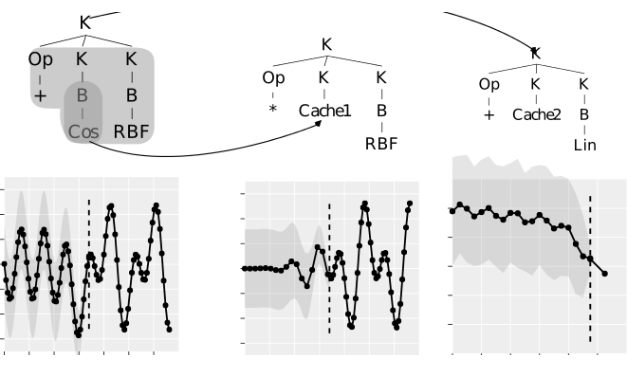 K
Op K K
+ B B
Cos RBF
K
Op K K
* Cache1 B
RBF
K
Op K K
+ Cache2 B
Lin